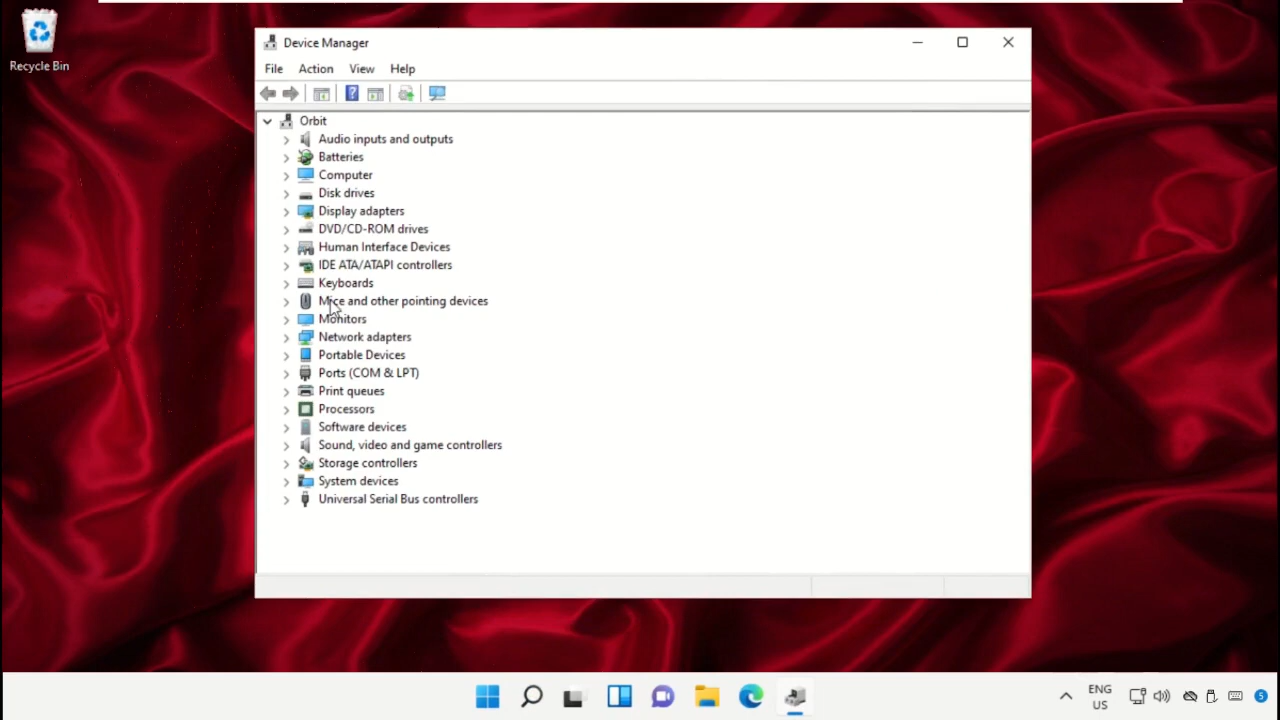 Recycle Bin
Device Manager
File Action View Help
Orbit
Audio inputs and outputs
Batteries
Computer
Disk drives
Display adapters
DVD/CD-ROM drives
Human Interface Devices
IDE ATA/ATAPI controllers
Keyboards
Mice and other pointing devices
Monitors
Network adapters
Portable Devices
Ports (COM & LPT)
Print queues
Processors
Software devices
Sound, video and game controllers
Storage controllers
System devices
Universal Serial Bus controllers
ENG
US
5